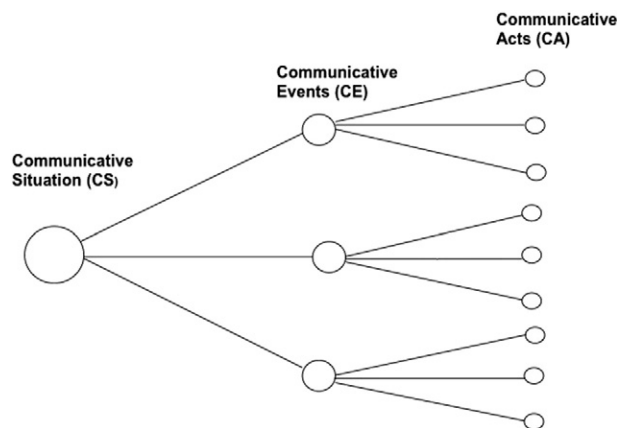 Communicative
Acts (CA)
Communicative
Events (CE)
Communicative
Situation (CS)